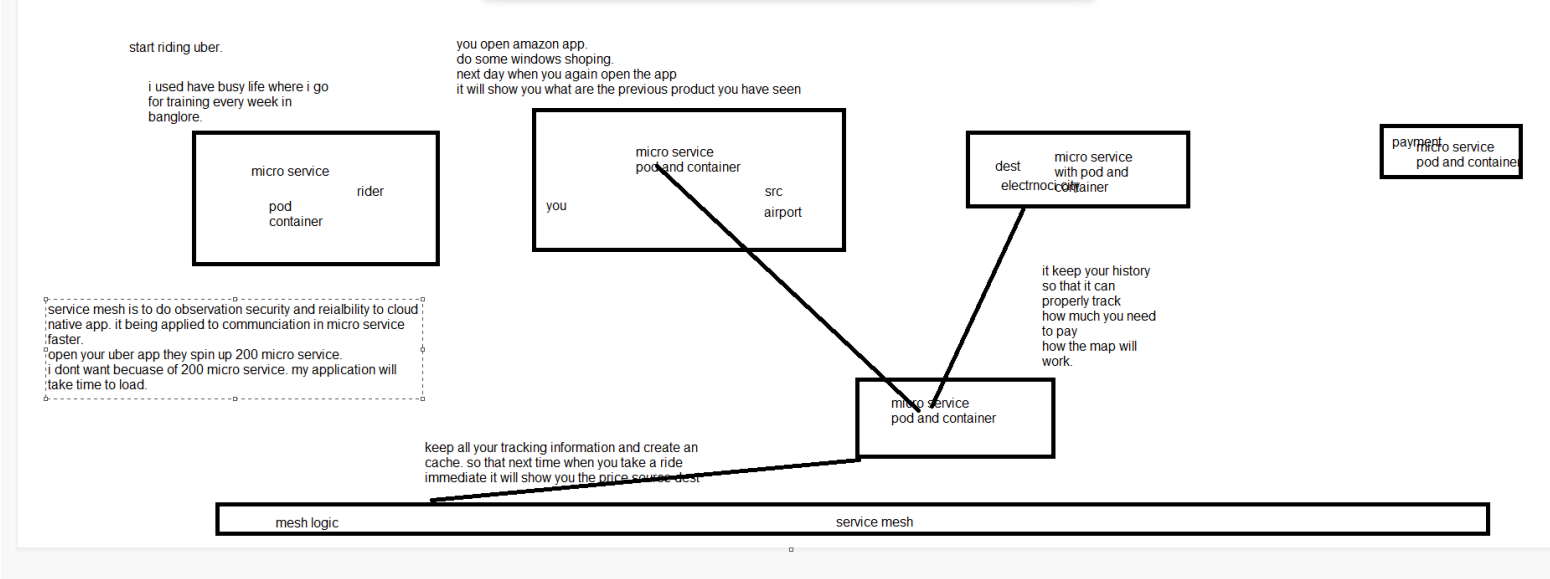 start riding uber.
i used have busy life where i go
for training every week in
banglore.
you open amazon app.
do some windows shoping.
next day when you again open the app
it will show you what are the previous product you have seen
micro service
rider
pod
container
micro service
pod and container
you
src
airport
dest
electrnoci city
micro service
with pod and
container
payment
micro service
pod and container
service mesh is to do observation security and reialbility to cloud
native app. it being applied to communciation in micro service
faster.
open your uber app they spin up 200 micro service.
i dont want becuase of 200 micro service. my application will
take time to load.
it keep your history
so that it can
properly track
how much you need
to pay
how the map will
work.
micro service
pod and container
keep all your tracking information and create an
cache. so that next time when you take a ride
immediate it will show you the price source dest
mesh logic
service mesh